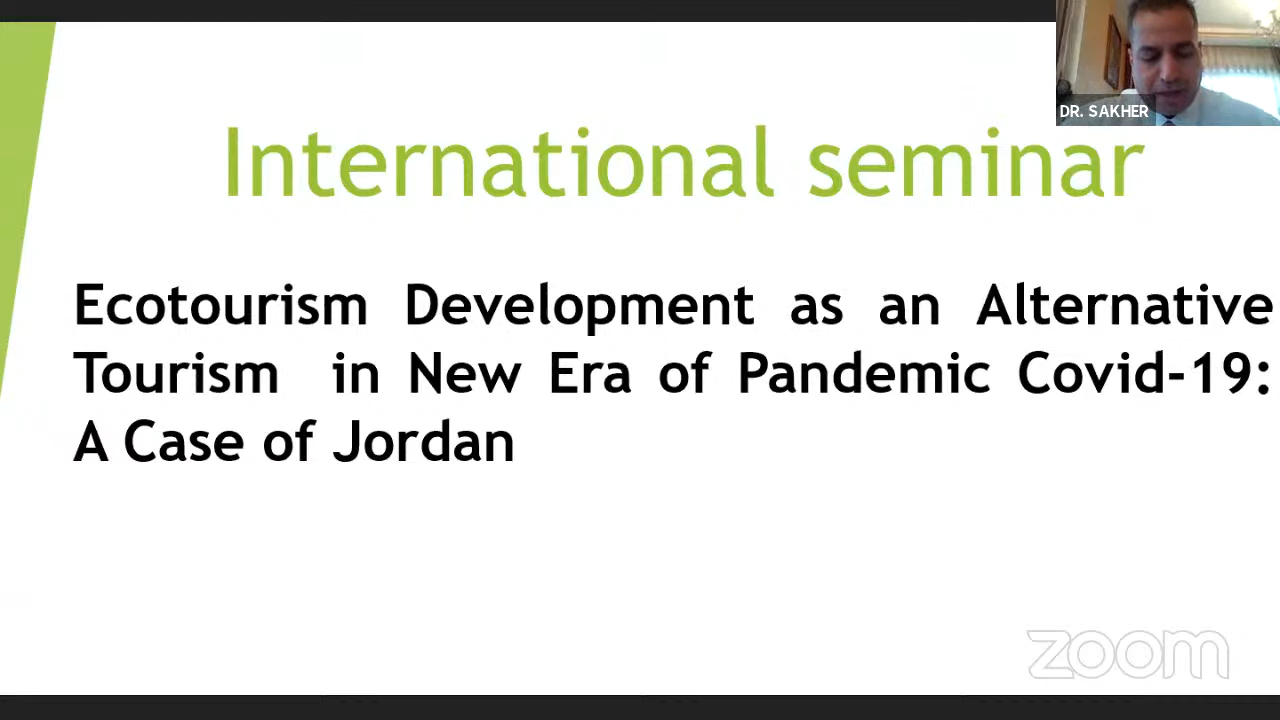 DR. SAKHER
International seminar
Ecotourism Development as an Alternative
Tourism in New Era of Pandemic Covid-19:
A Case of Jordan
zoom